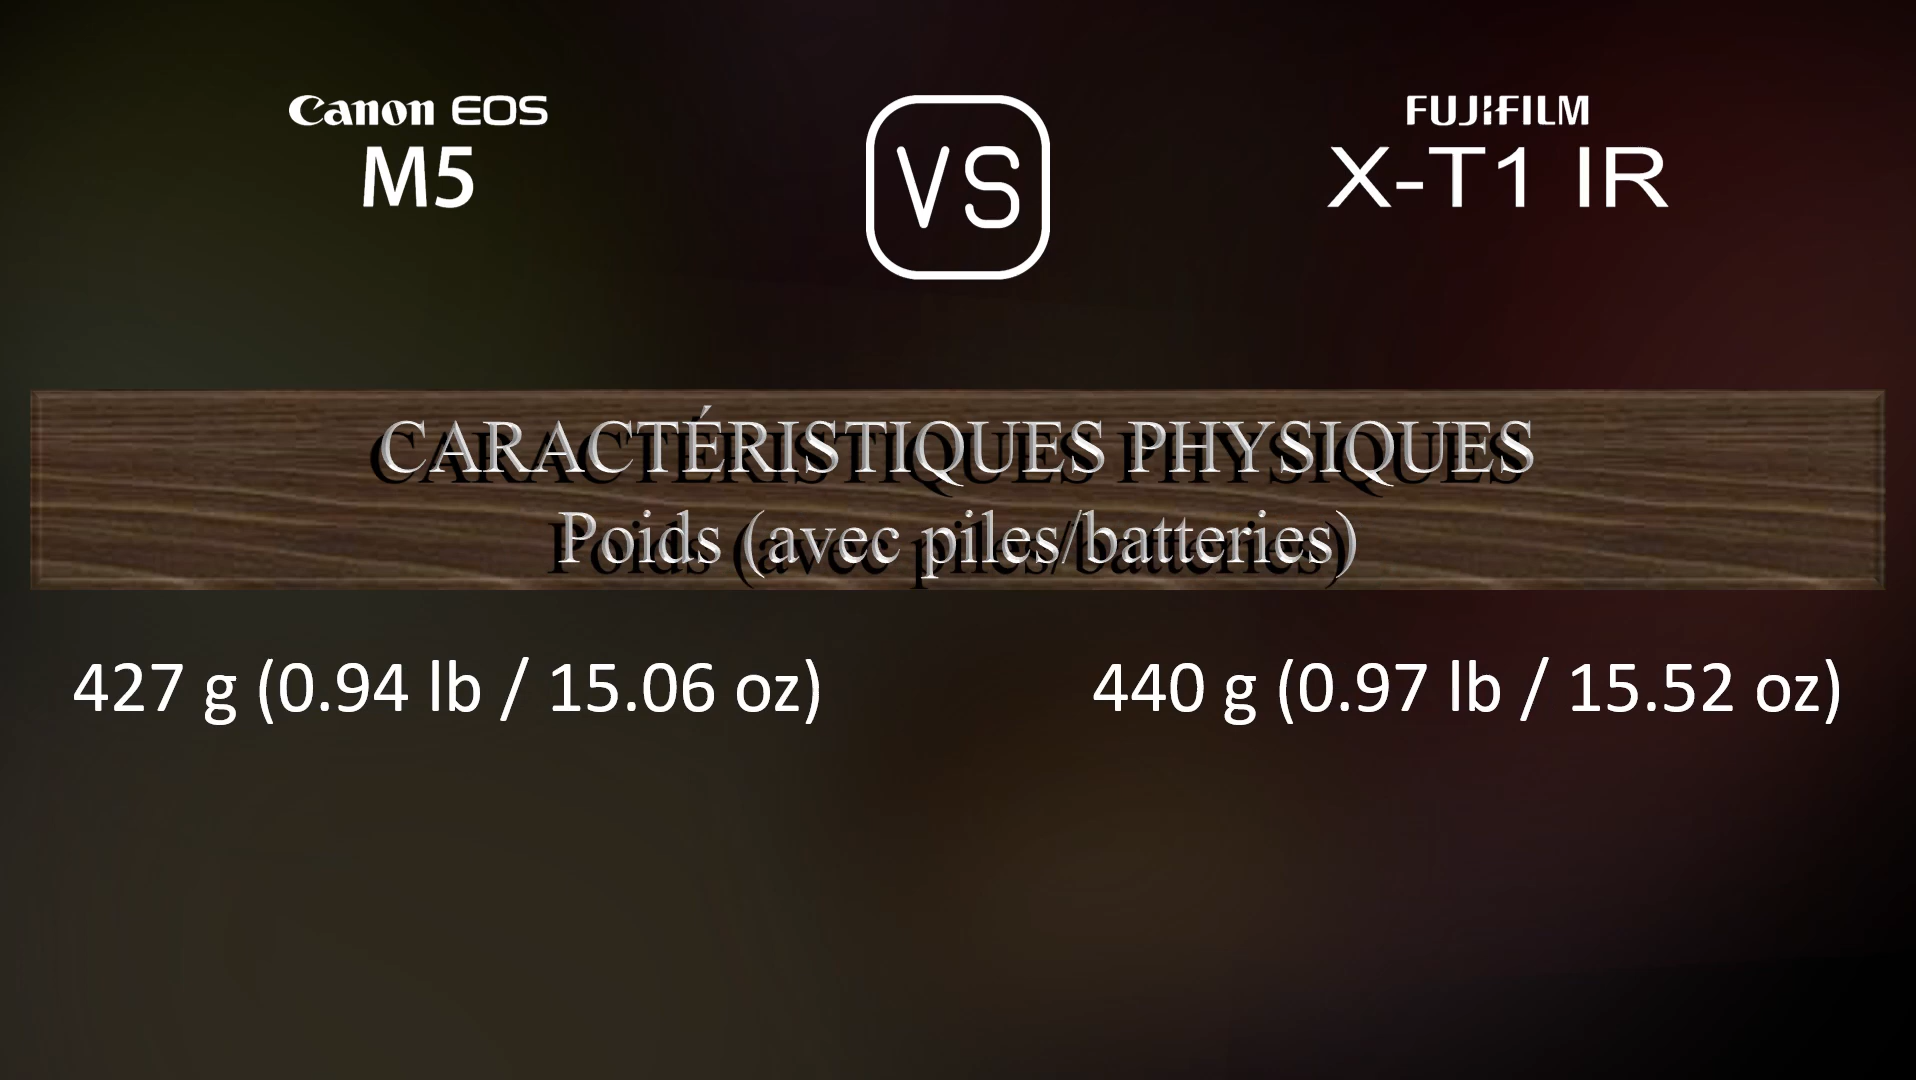 Canon EOS
M5
VS
FUJIFILM
X-T1 IR
CARACTÉRISTIQUES PHYSIQUES
Poids (avec piles/batteries)
427 g (0.94 lb / 15.06 oz)
440 g (0.97 lb / 15.52 oz)